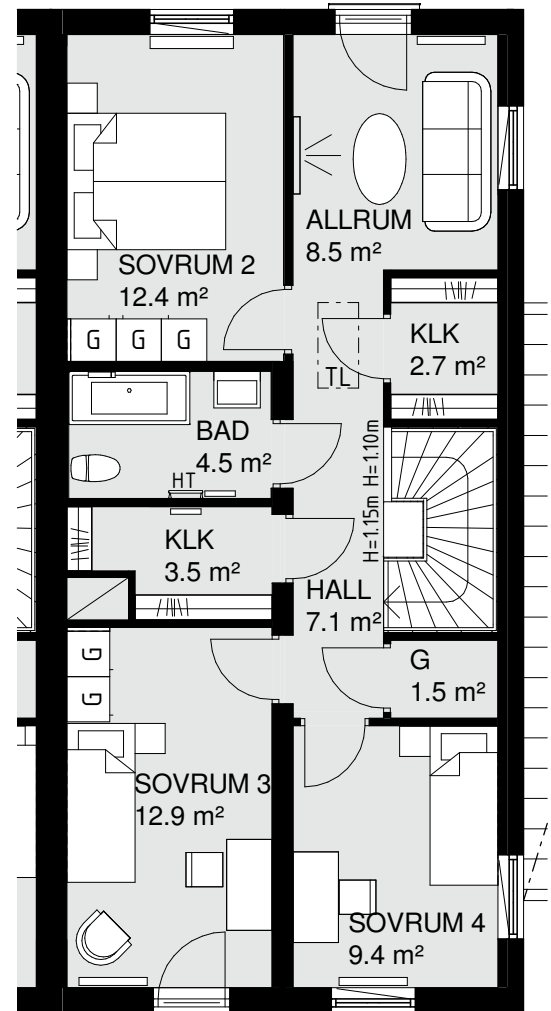 ALLRUM
8.5 m²
SOVRUM 2
12.4 m²
G G G
KLK
2.7 m²
TL
BAD
4.5 m²
HT
H=1.15m H=1.10m
KLK
3.5 m²
HALL
7.1 m²
G
G
G
1.5 m²
SOVRUM 3
12.9 m²
SOVRUM 4
9.4 m²